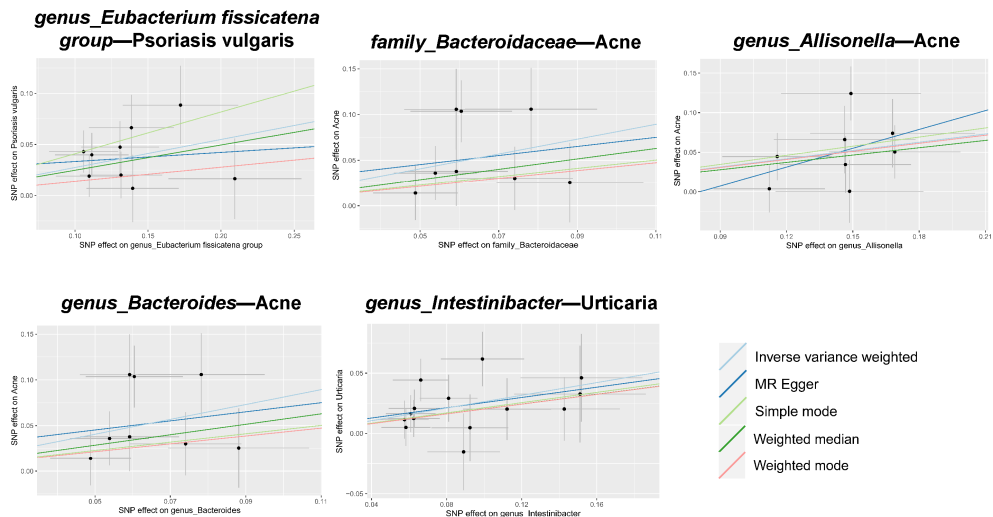 genus_Eubacterium fissicatena
group—Psoriasis vulgaris
SNP effect on Psoriasis vulgaris
0.10
0.05
0.00
0.10
0.15
0.20
0.25
SNP effect on genus_Eubacterium fissicatena group
family_Bacteroidaceae—Acne
SNP effect on Acne
0.15
0.10
0.05
0.00
0.05
0.07
0.09
0.11
SNP effect on family_Bacteroidaceae
genus_Allisonella—Acne
SNP effect on Acne
0.15
0.10
0.05
0.00
0.09
0.12
0.15
0.18
0.21
SNP effect on genus_Allisonella
genus_Bacteroides—Acne
SNP effect on Acne
0.15
0.10
0.05
0.00
0.05
0.07
0.09
0.11
SNP effect on genus_Bacteroides
genus_Intestinibacter—Urticaria
SNP effect on Urticaria
0.05
0.00
−0.05
0.04
0.08
0.12
0.16
SNP effect on genus_Intestinibacter
Inverse variance weighted
MR Egger
Simple mode
Weighted median
Weighted mode